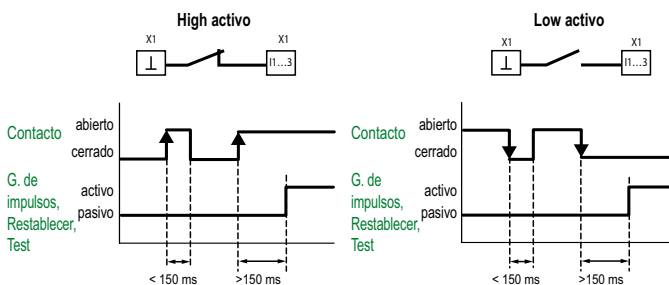 High activo
X1
X1
⊥
I1…3
Contacto
abierto
cerrado
G. de
impulsos,
Restablecer,
Test
activo
pasivo
< 150 ms
>150 ms
Low activo
X1
X1
⊥
I1…3
Contacto
abierto
cerrado
G. de
impulsos,
Restablecer,
Test
activo
pasivo
< 150 ms
>150 ms